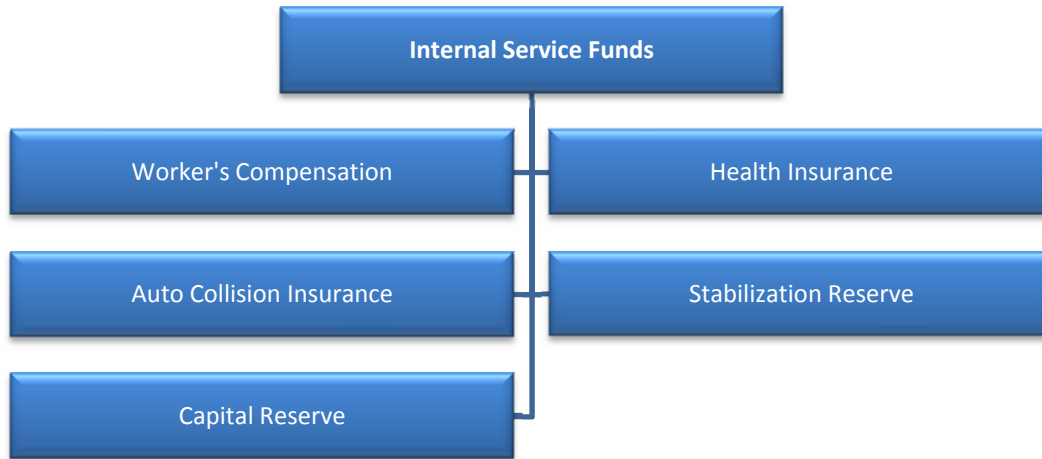 Internal Service Funds
Worker's Compensation
Health Insurance
Auto Collision Insurance
Stabilization Reserve
Capital Reserve